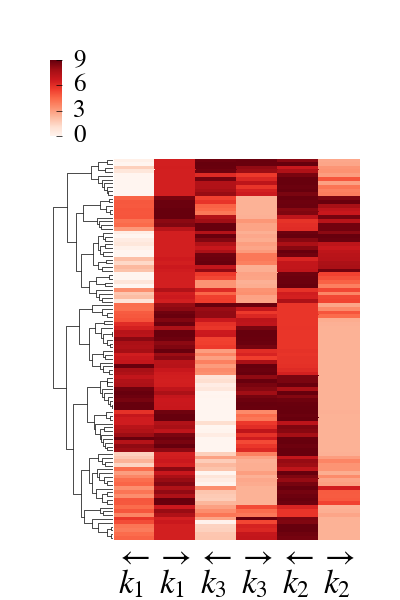 9
6
3
0
← → ← → ← →
k₁ k₁ k₃ k₃ k₂ k₂